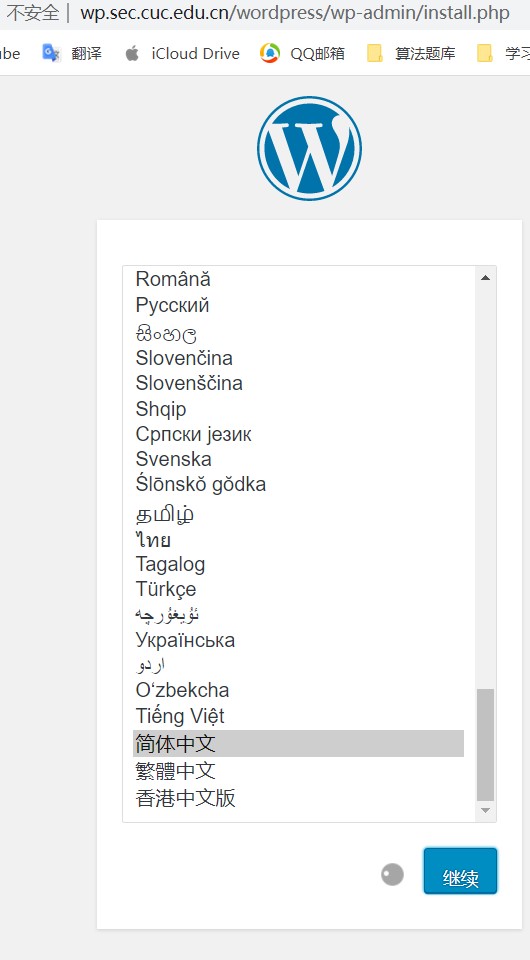 不安全 | wp.sec.cuc.edu.cn/wordpress/wp-admin/install.php
ube 翻译 iCloud Drive QQ邮箱 算法题库 学习
W
Română
Русский
සිංහල
Slovenčina
Slovenščina
Shqip
Српски језик
Svenska
Ślōnskŏ gŏdka
தமிழ்
ไทย
Tagalog
Türkçe
ئۇيغۇرچە
Українська
اردو
O‘zbekcha
Tiếng Việt
简体中文
繁體中文
香港中文版
继续